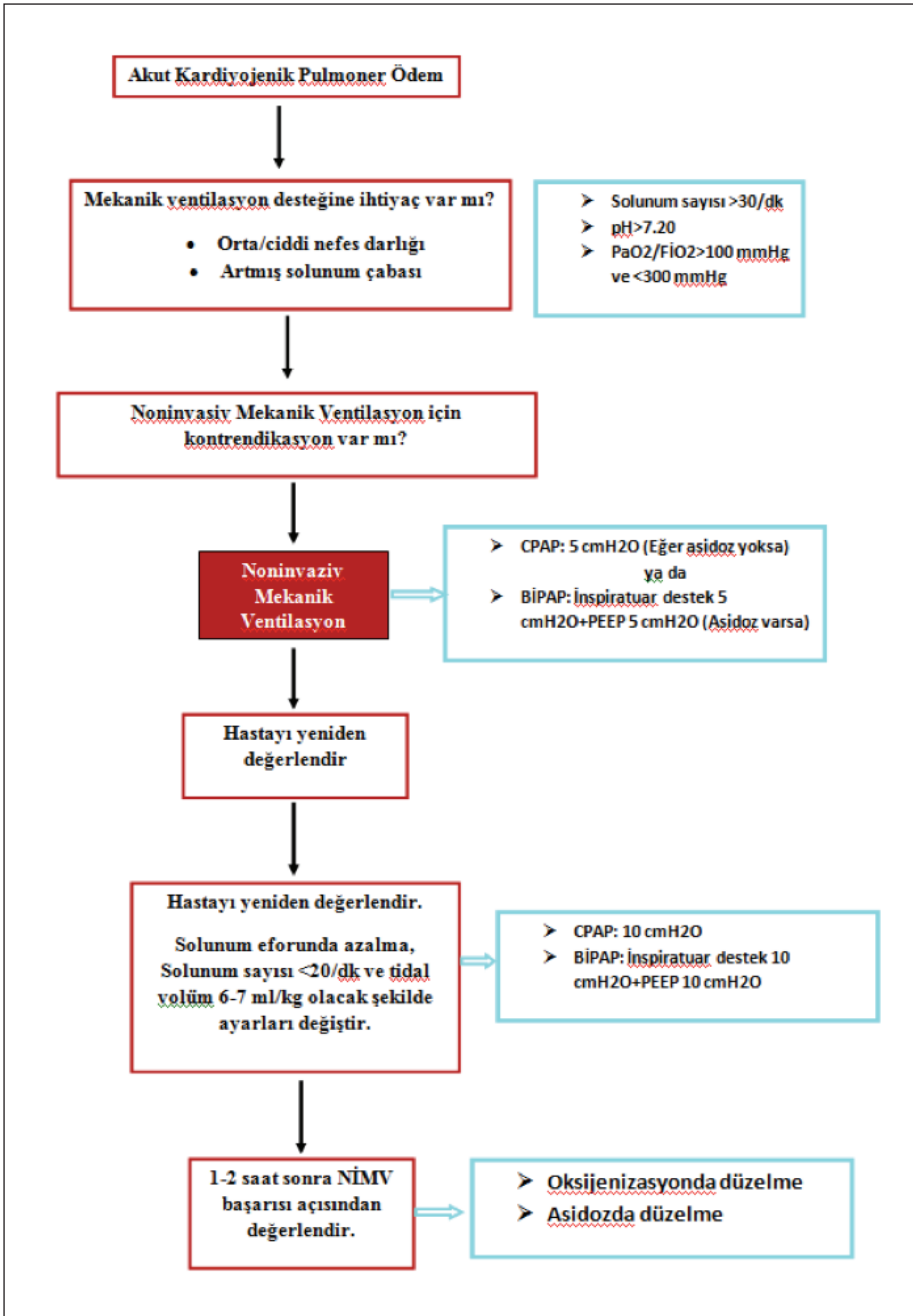 Akut Kardiyojenik Pulmoner Ödem
Mekanik ventilasyon desteğine ihtiyaç var mı?
• Orta/ciddi nefes darlığı
• Artmış solunum çabası
➢ Solunum sayısı >30/dk
➢ pH>7.20
➢ PaO2/FiO2>100 mmHg
ve <300 mmHg
Noninvasiv Mekanik Ventilasyon için
kontrendikasyon var mı?
Noninvaziv
Mekanik
Ventilasyon
➢ CPAP: 5 cmH2O (Eğer asidoz yoksa)
ya da
➢ BİPAP: İnspiratuar destek 5
cmH2O+PEEP 5 cmH2O (Asidoz varsa)
Hastayı yeniden
değerlendir
Hastayı yeniden değerlendir.
Solunum eforunda azalma,
Solunum sayısı <20/dk ve tidal
volüm 6-7 ml/kg olacak şekilde
ayarları değiştir.
➢ CPAP: 10 cmH2O
➢ BİPAP: İnspiratuar destek 10
cmH2O+PEEP 10 cmH2O
1-2 saat sonra NİMV
başarısı açısından
değerlendir.
➢ Oksijenizasyonda düzelme
➢ Asidozda düzelme